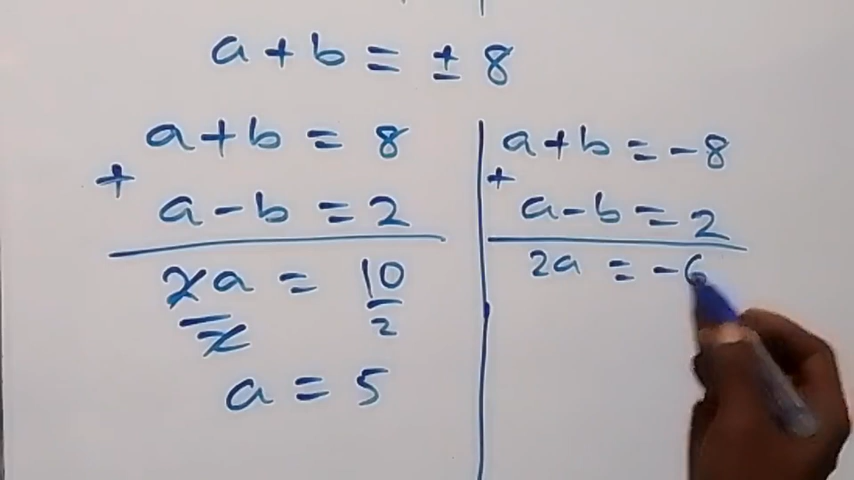 a + b = ± 8
a + b = 8
+
a - b = 2
2a = 10
2 2
a = 5
a + b = -8
+
a - b = 2
2a = -6